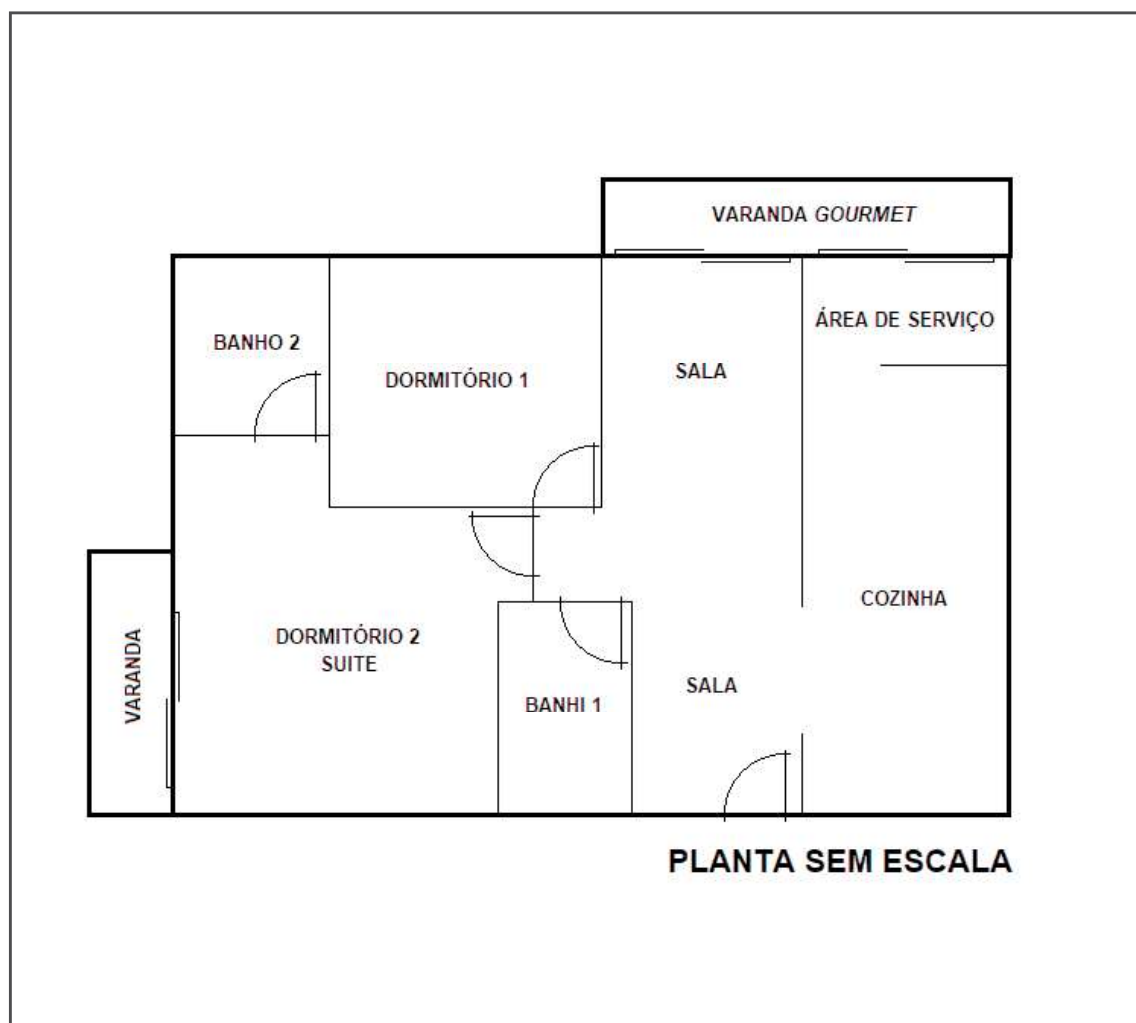 VARANDA GOURMET
ÁREA DE SERVIÇO
BANHO 2
DORMITÓRIO 1
SALA
COZINHA
DORMITÓRIO 2
SUITE
VARANDA
BANHI 1
SALA
PLANTA SEM ESCALA